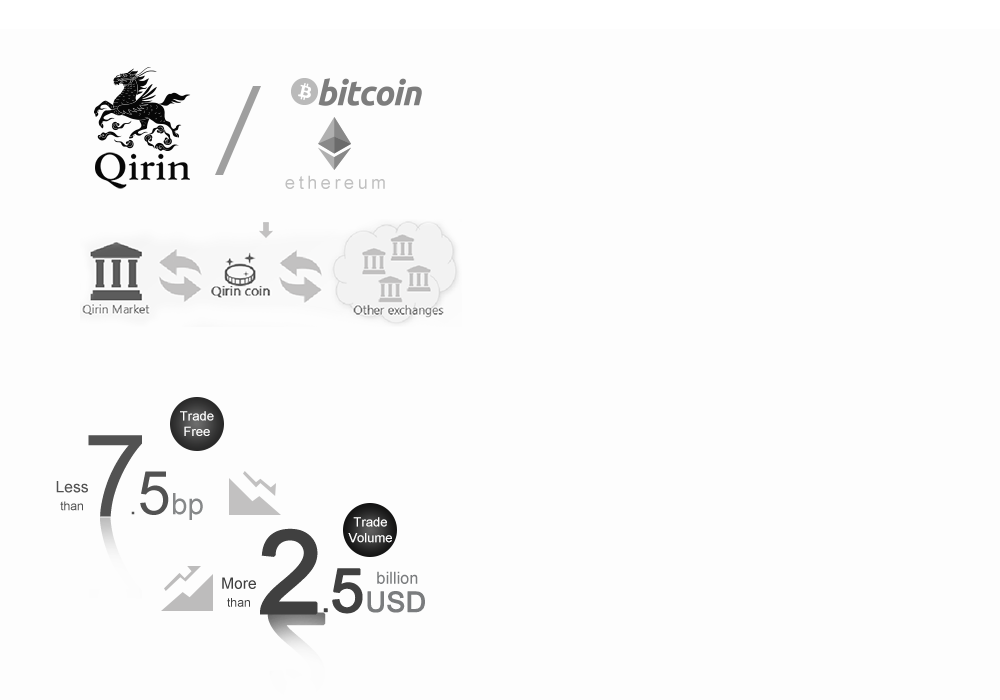 Qirin
bitcoin
ethereum
Qirin Market
Qirin coin
Other exchanges
Trade
Free
Less
than
7.5bp
Trade
Volume
More
than
2.5
billion
USD